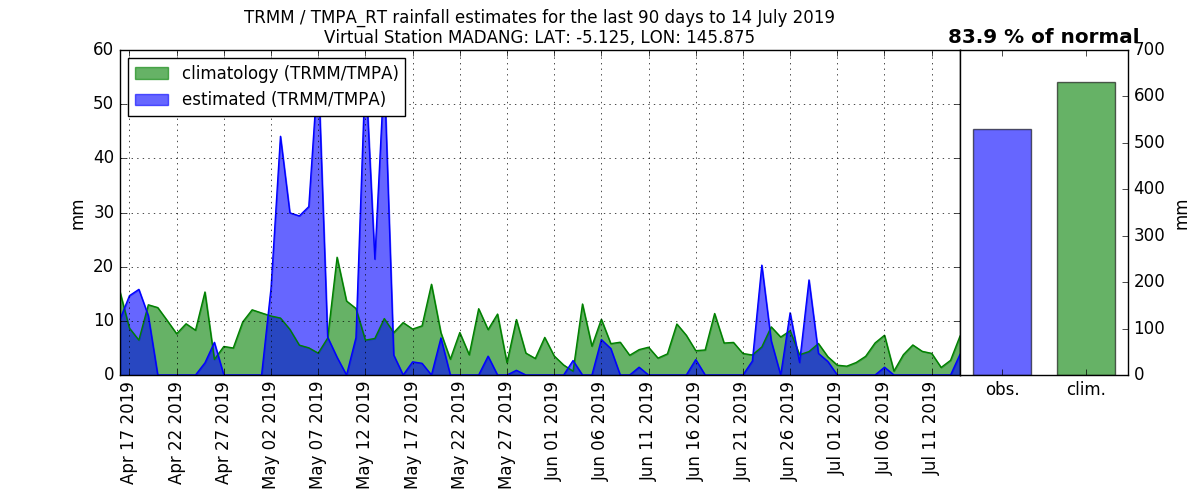 TRMM / TMPA_RT rainfall estimates for the last 90 days to 14 July 2019
Virtual Station MADANG: LAT: -5.125, LON: 145.875
83.9 % of normal
climatology (TRMM/TMPA)
estimated (TRMM/TMPA)
60
50
40
30
20
10
0
mm
700
600
500
400
300
200
100
0
mm
Apr 17 2019
Apr 22 2019
Apr 27 2019
May 02 2019
May 07 2019
May 12 2019
May 17 2019
May 22 2019
May 27 2019
Jun 01 2019
Jun 06 2019
Jun 11 2019
Jun 16 2019
Jun 21 2019
Jun 26 2019
Jul 01 2019
Jul 06 2019
Jul 11 2019
obs.
clim.